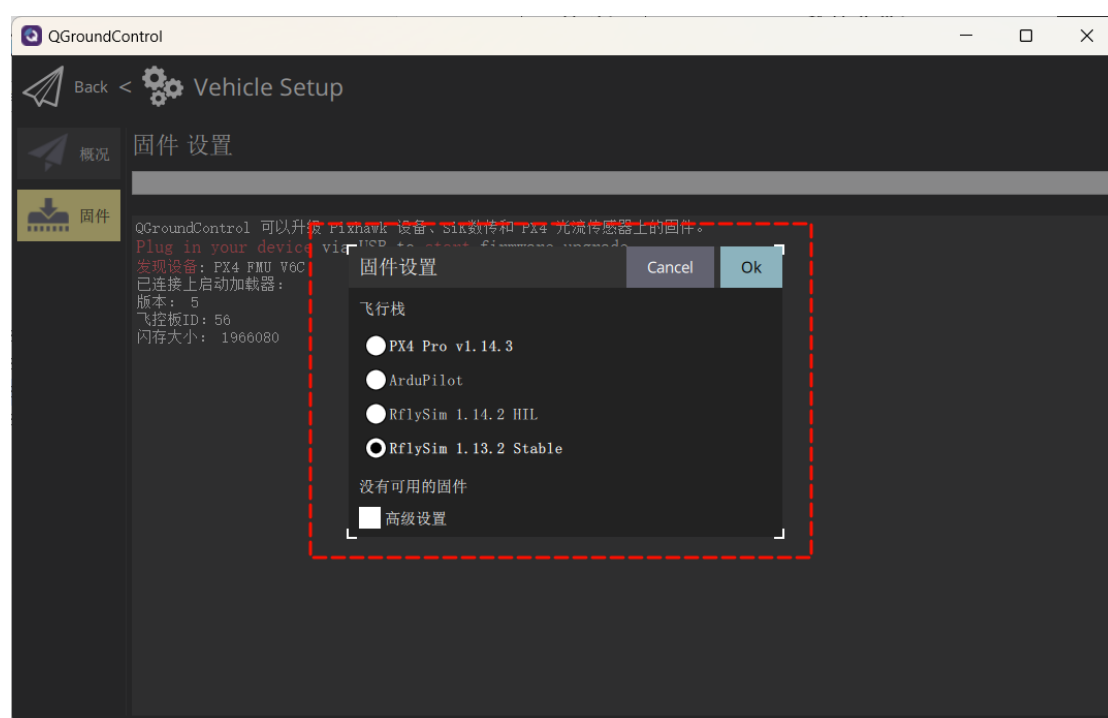 QGroundControl
Back < Vehicle Setup
概况
固件 设置
固件
QGroundControl 可以升级 Pixhawk 设备、SiK数传和 PX4 光流传感器上的固件。
Plug in your device via USB to start firmware upgrade
发现设备: PX4 FMU V6C
已连接上启动加载器:
版本: 5
飞控板ID: 56
闪存大小: 1966080
固件设置
Cancel
Ok
飞行栈
PX4 Pro v1.14.3
ArduPilot
RflySim 1.14.2 HIL
RflySim 1.13.2 Stable
没有可用的固件
高级设置